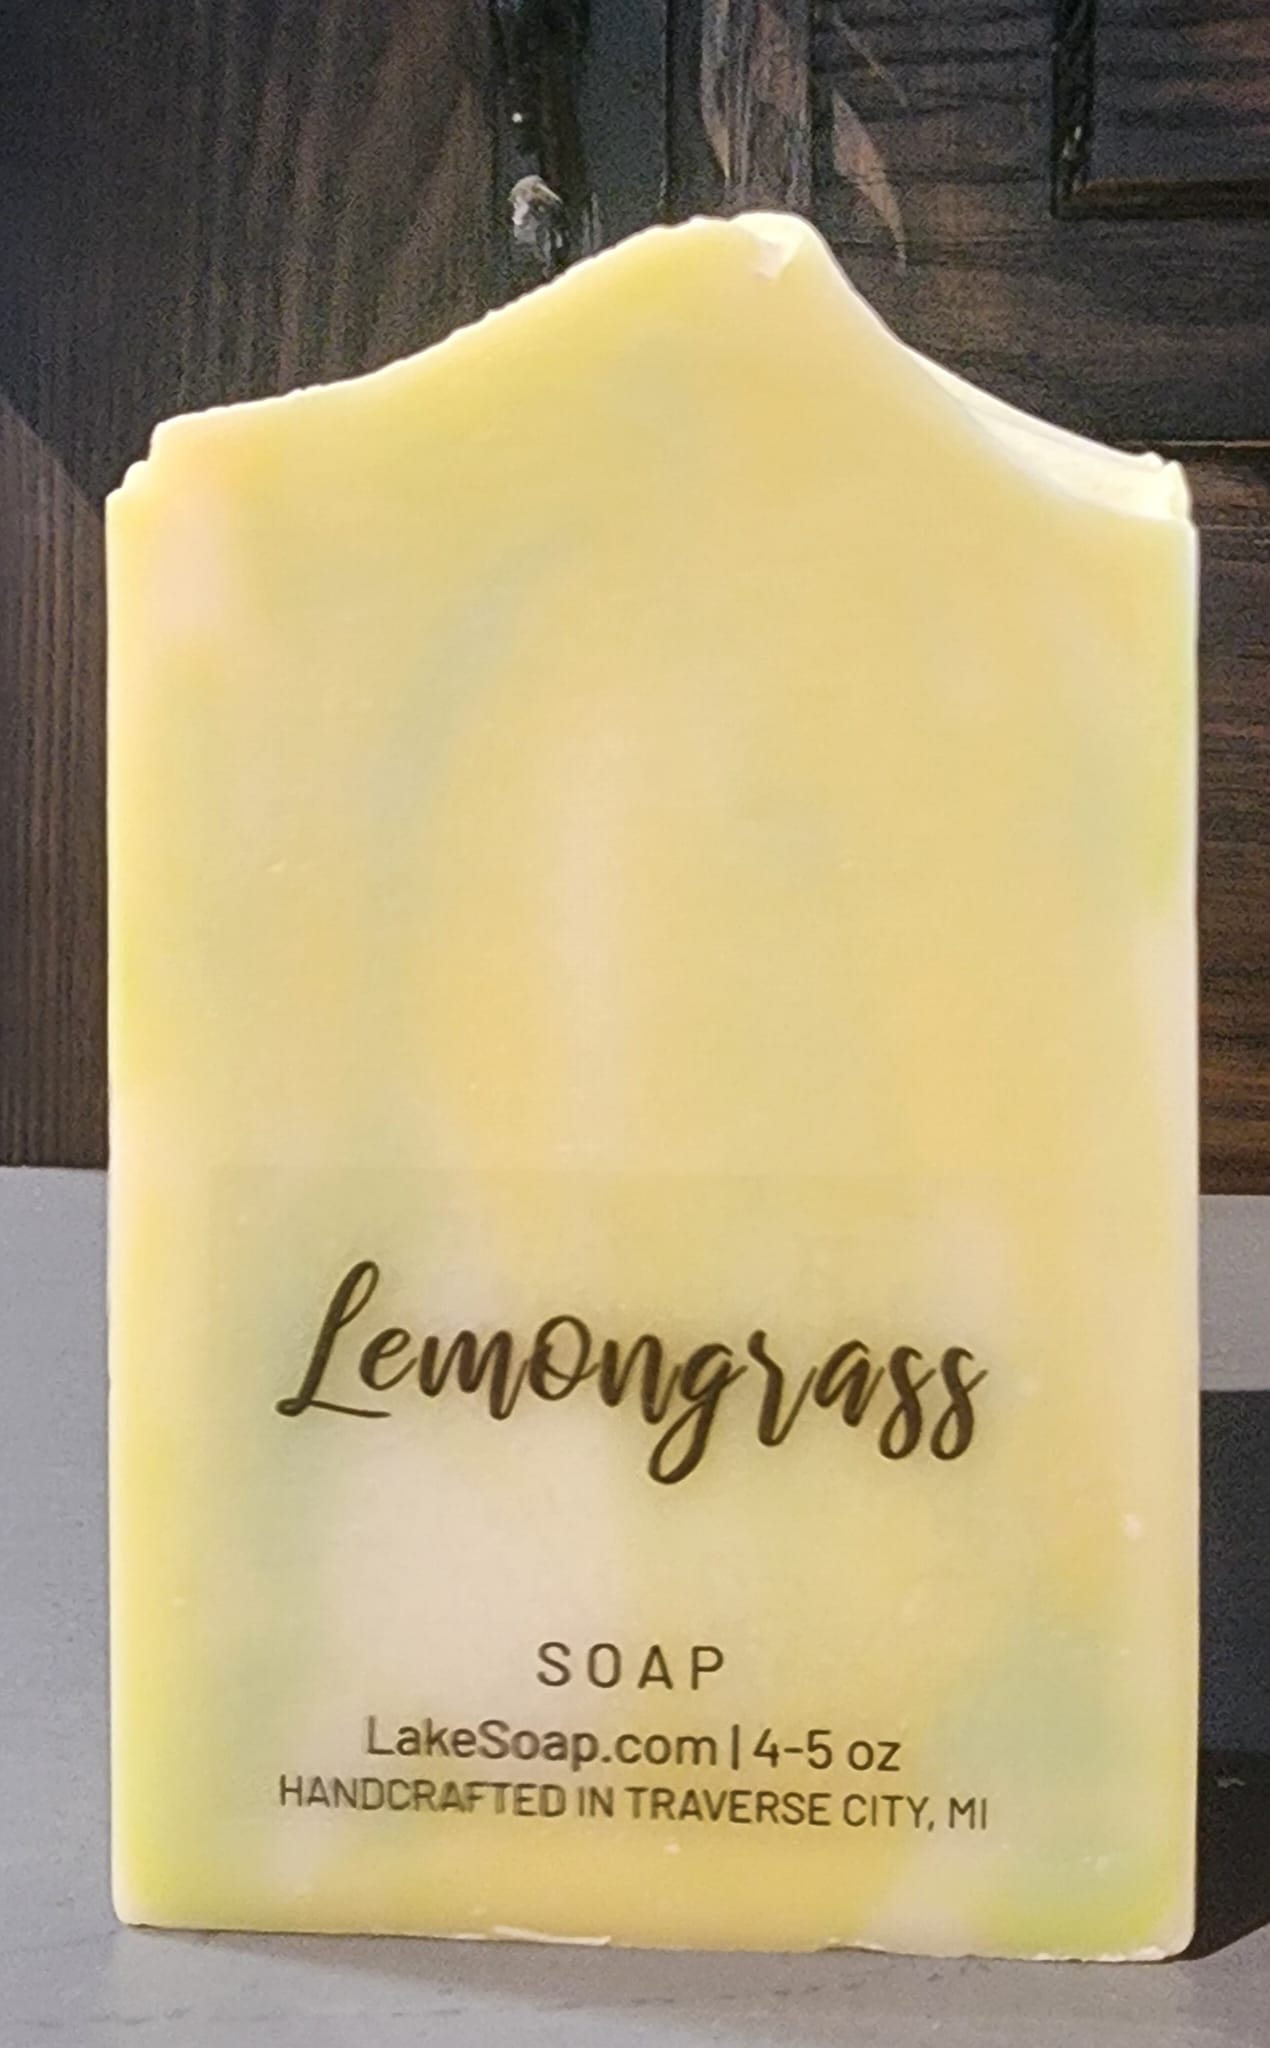 Lemongrass
SOAP
LakeSoap.com | 4-5 oz
HANDCRAFTED IN TRAVERSE CITY, MI